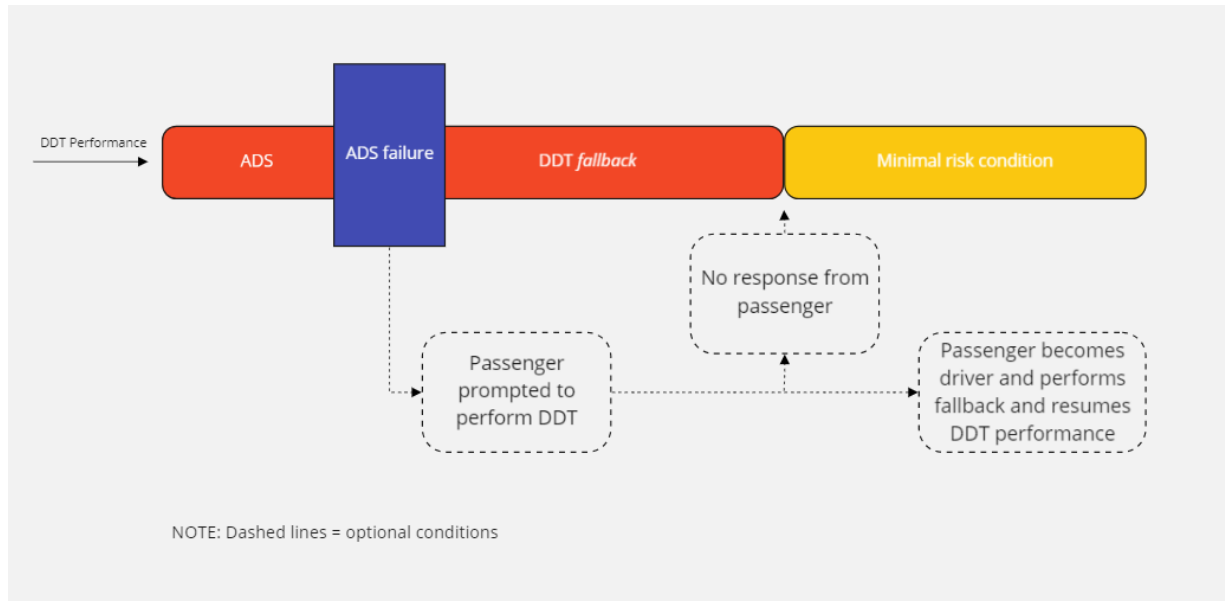 DDT Performance
ADS
ADS failure
DDT fallback
Minimal risk condition
No response from
passenger
Passenger
prompted to
perform DDT
Passenger becomes
driver and performs
fallback and resumes
DDT performance
NOTE: Dashed lines = optional conditions